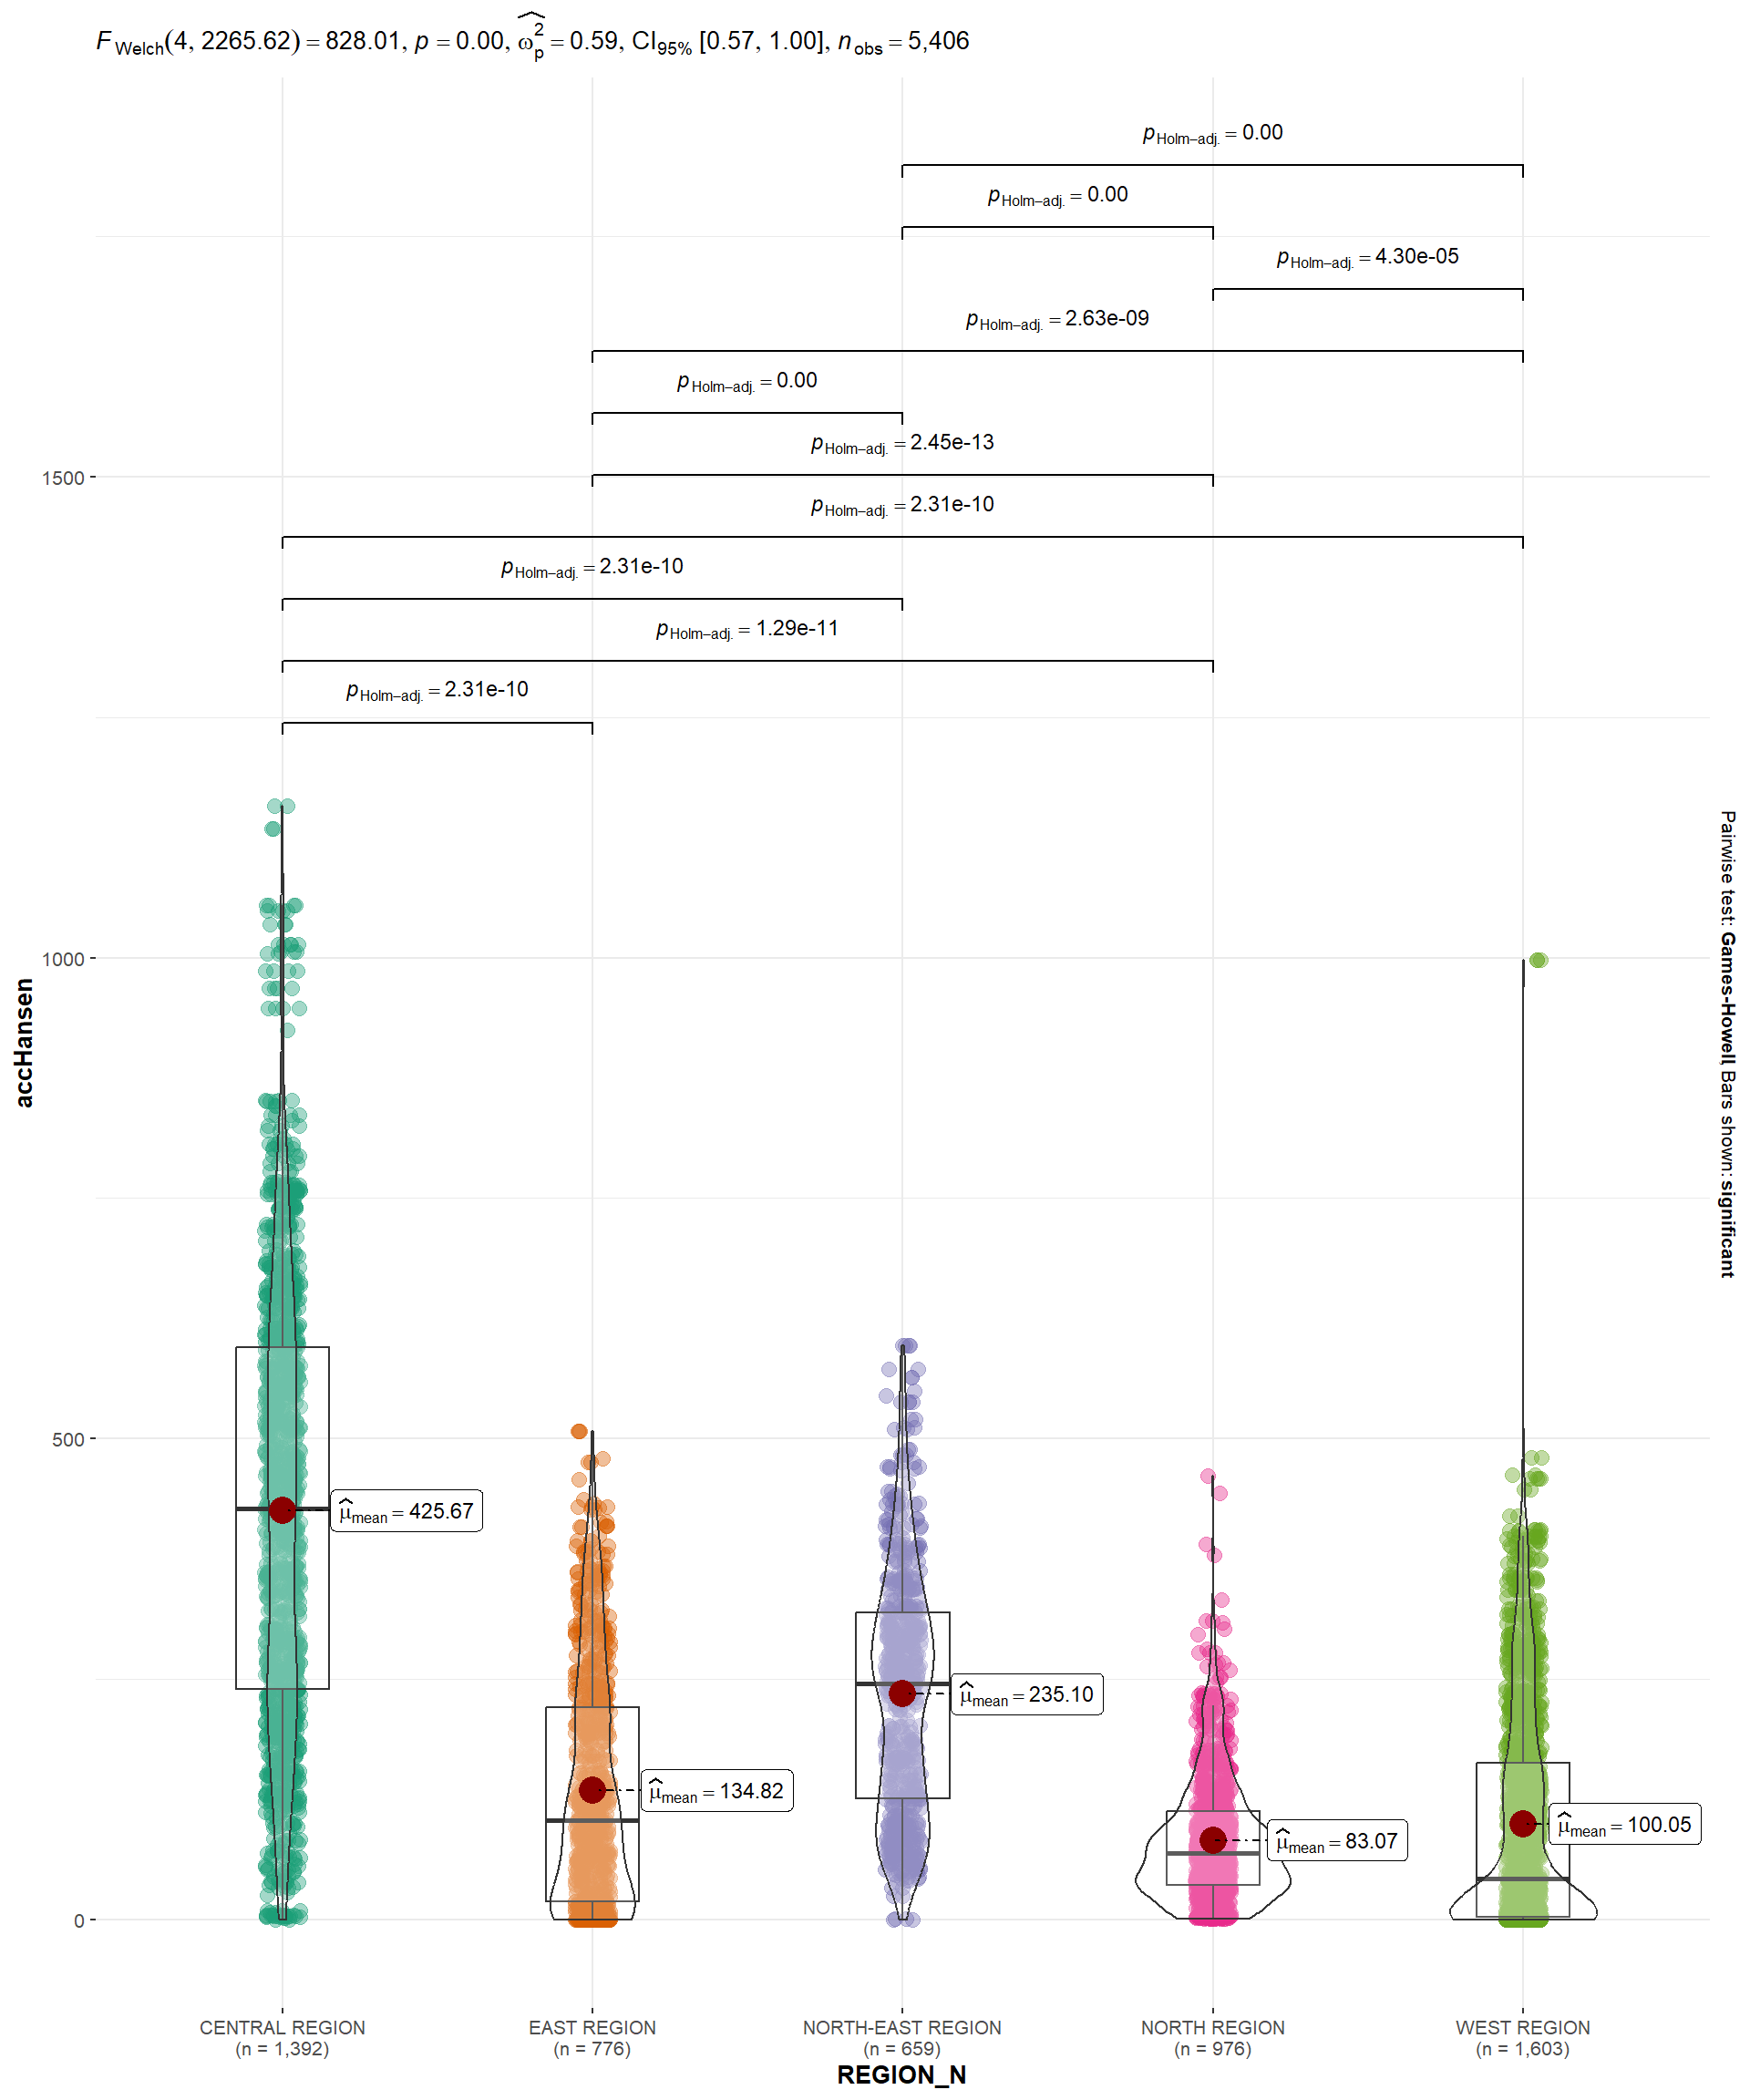 F Welch(4, 2265.62) = 828.01, p = 0.00, ω̂²p = 0.59, CI95% [0.57, 1.00], n obs = 5,406
pHolm–adj. = 0.00
pHolm–adj. = 0.00
pHolm–adj. = 4.30e-05
pHolm–adj. = 2.63e-09
pHolm–adj. = 0.00
pHolm–adj. = 2.45e-13
pHolm–adj. = 2.31e-10
pHolm–adj. = 2.31e-10
pHolm–adj. = 1.29e-11
pHolm–adj. = 2.31e-10
1500
1000
500
0
accHansen
μ̂mean = 425.67
μ̂mean = 134.82
μ̂mean = 235.10
μ̂mean = 83.07
μ̂mean = 100.05
Pairwise test: Games-Howell, Bars shown: significant
CENTRAL REGION
(n = 1,392)
EAST REGION
(n = 776)
NORTH-EAST REGION
(n = 659)
NORTH REGION
(n = 976)
WEST REGION
(n = 1,603)
REGION_N